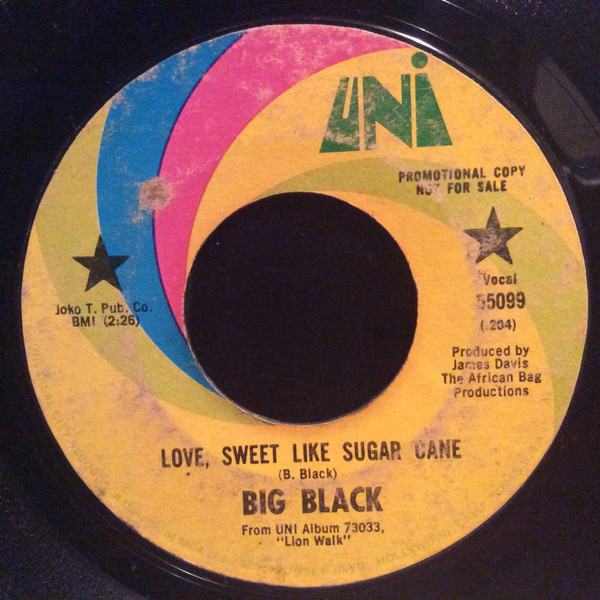 UNI
PROMOTIONAL COPY
NOT FOR SALE
Vocal
55099
(.204)
Joko T. Pub. Co.
BMI (2:26)
Produced by
James Davis
The African Bag
Productions
LOVE, SWEET LIKE SUGAR CANE
(B. Black)
BIG BLACK
From UNI Album 73033,
"Lion Walk"